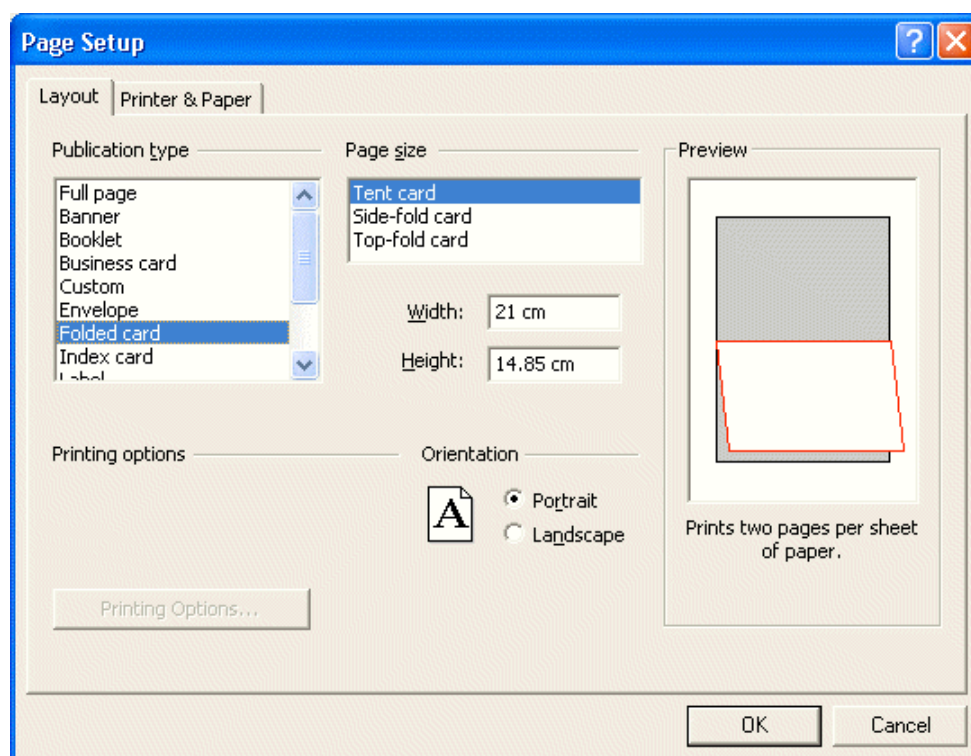 Page Setup
Layout
Printer & Paper
Publication type
Full page
Banner
Booklet
Business card
Custom
Envelope
Folded card
Index card
Label
Page size
Tent card
Side-fold card
Top-fold card
Width:
21 cm
Height:
14.85 cm
Preview
Prints two pages per sheet
of paper.
Printing options
Printing Options...
Orientation
A
Portrait
Landscape
OK
Cancel